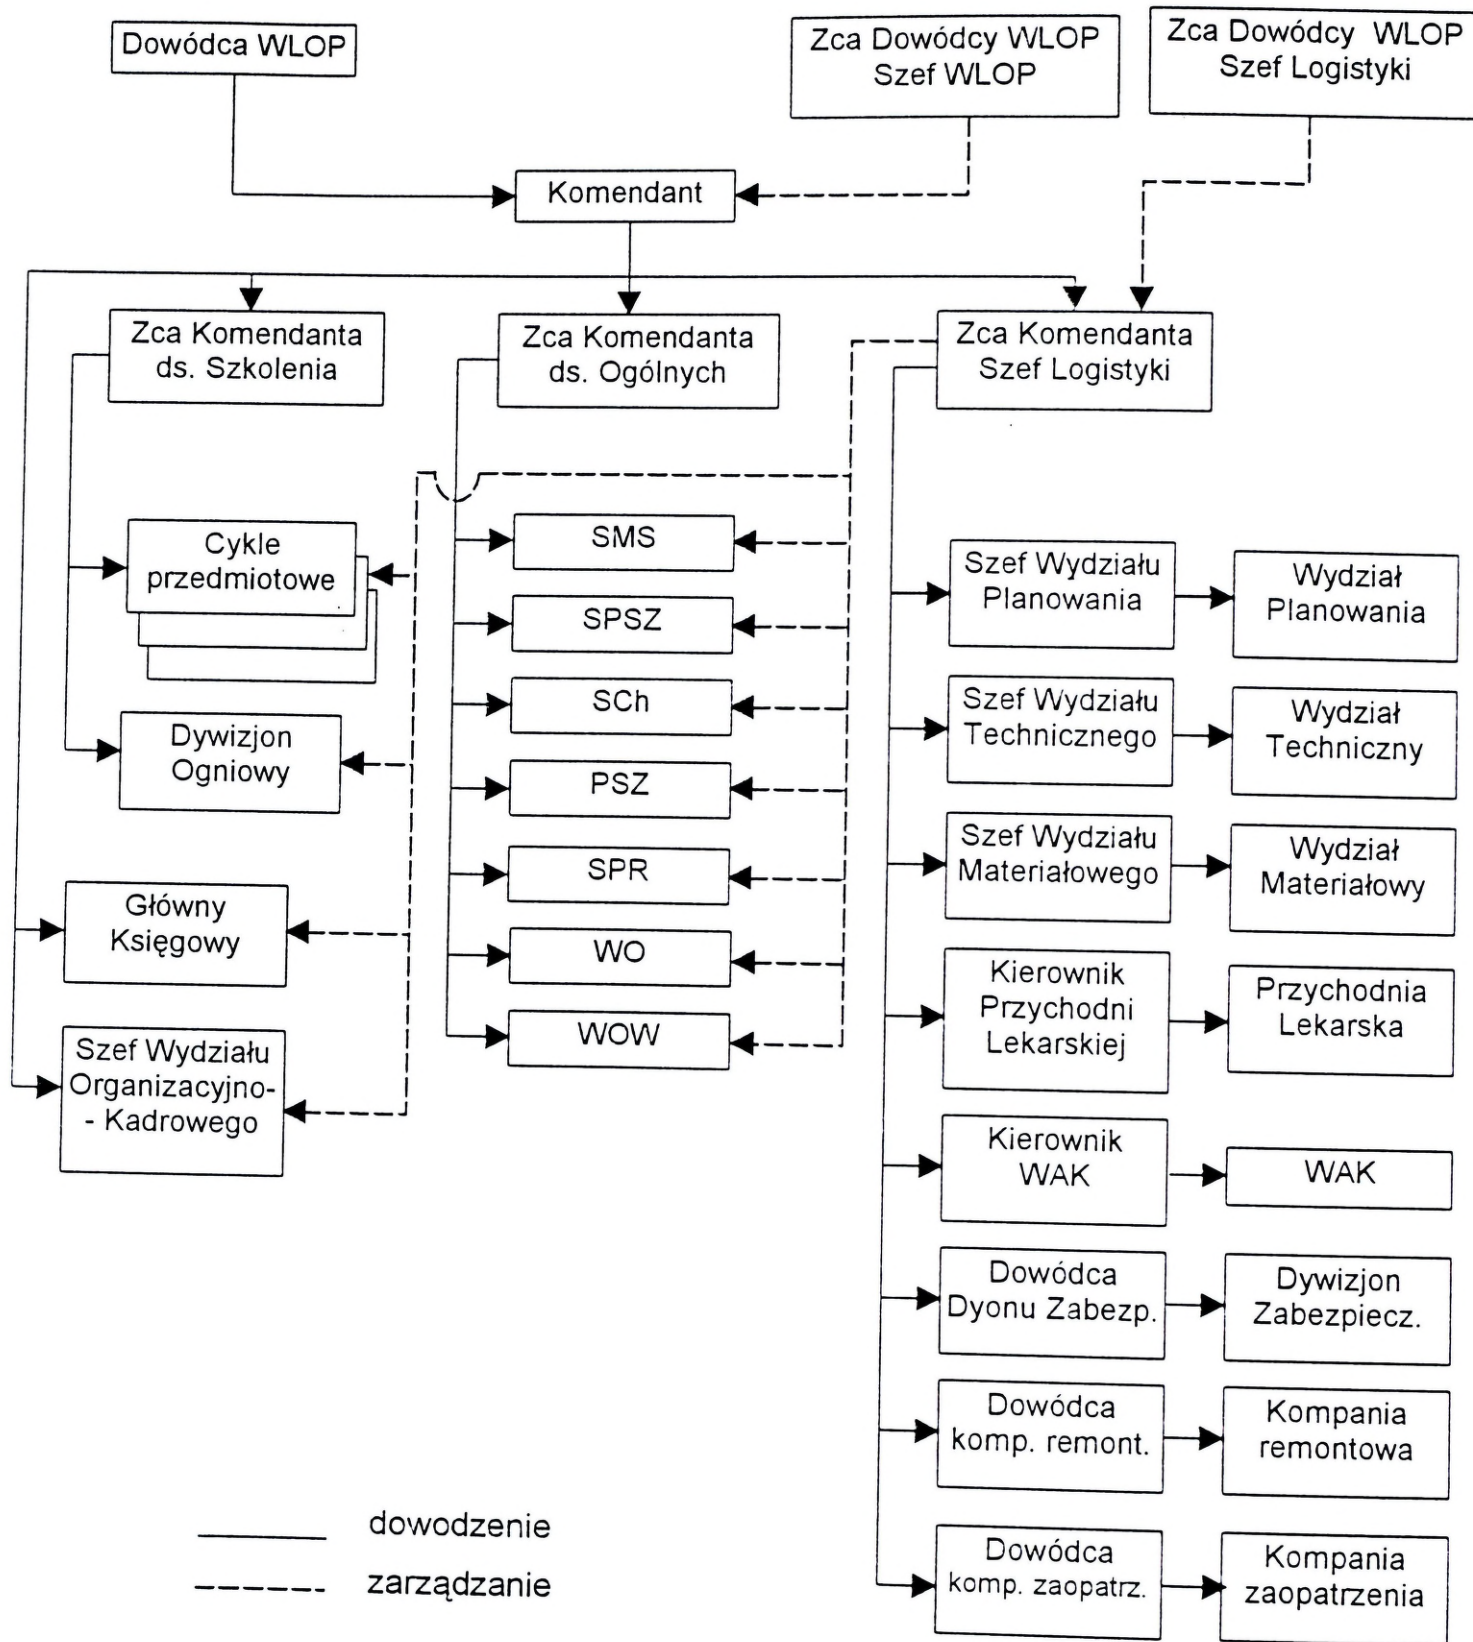 Dowódca WLOP
Zca Dowódcy WLOP
Szef WLOP
Zca Dowódcy WLOP
Szef Logistyki
Komendant
Zca Komendanta
ds. Szkolenia
Zca Komendanta
ds. Ogólnych
Zca Komendanta
Szef Logistyki
Cykle
przedmiotowe
Dywizjon
Ogniowy
Główny
Księgowy
Szef Wydziału
Organizacyjno-
- Kadrowego
SMS
SPSZ
SCh
PSZ
SPR
WO
WOW
Szef Wydziału
Planowania
Wydział
Planowania
Szef Wydziału
Technicznego
Wydział
Techniczny
Szef Wydziału
Materiałowego
Wydział
Materiałowy
Kierownik
Przychodni
Lekarskiej
Przychodnia
Lekarska
Kierownik
WAK
WAK
Dowódca
Dyonu Zabezp.
Dywizjon
Zabezpiecz.
Dowódca
komp. remont.
Kompania
remontowa
Dowódca
komp. zaopatrz.
Kompania
zaopatrzenia
dowodzenie
zarządzanie